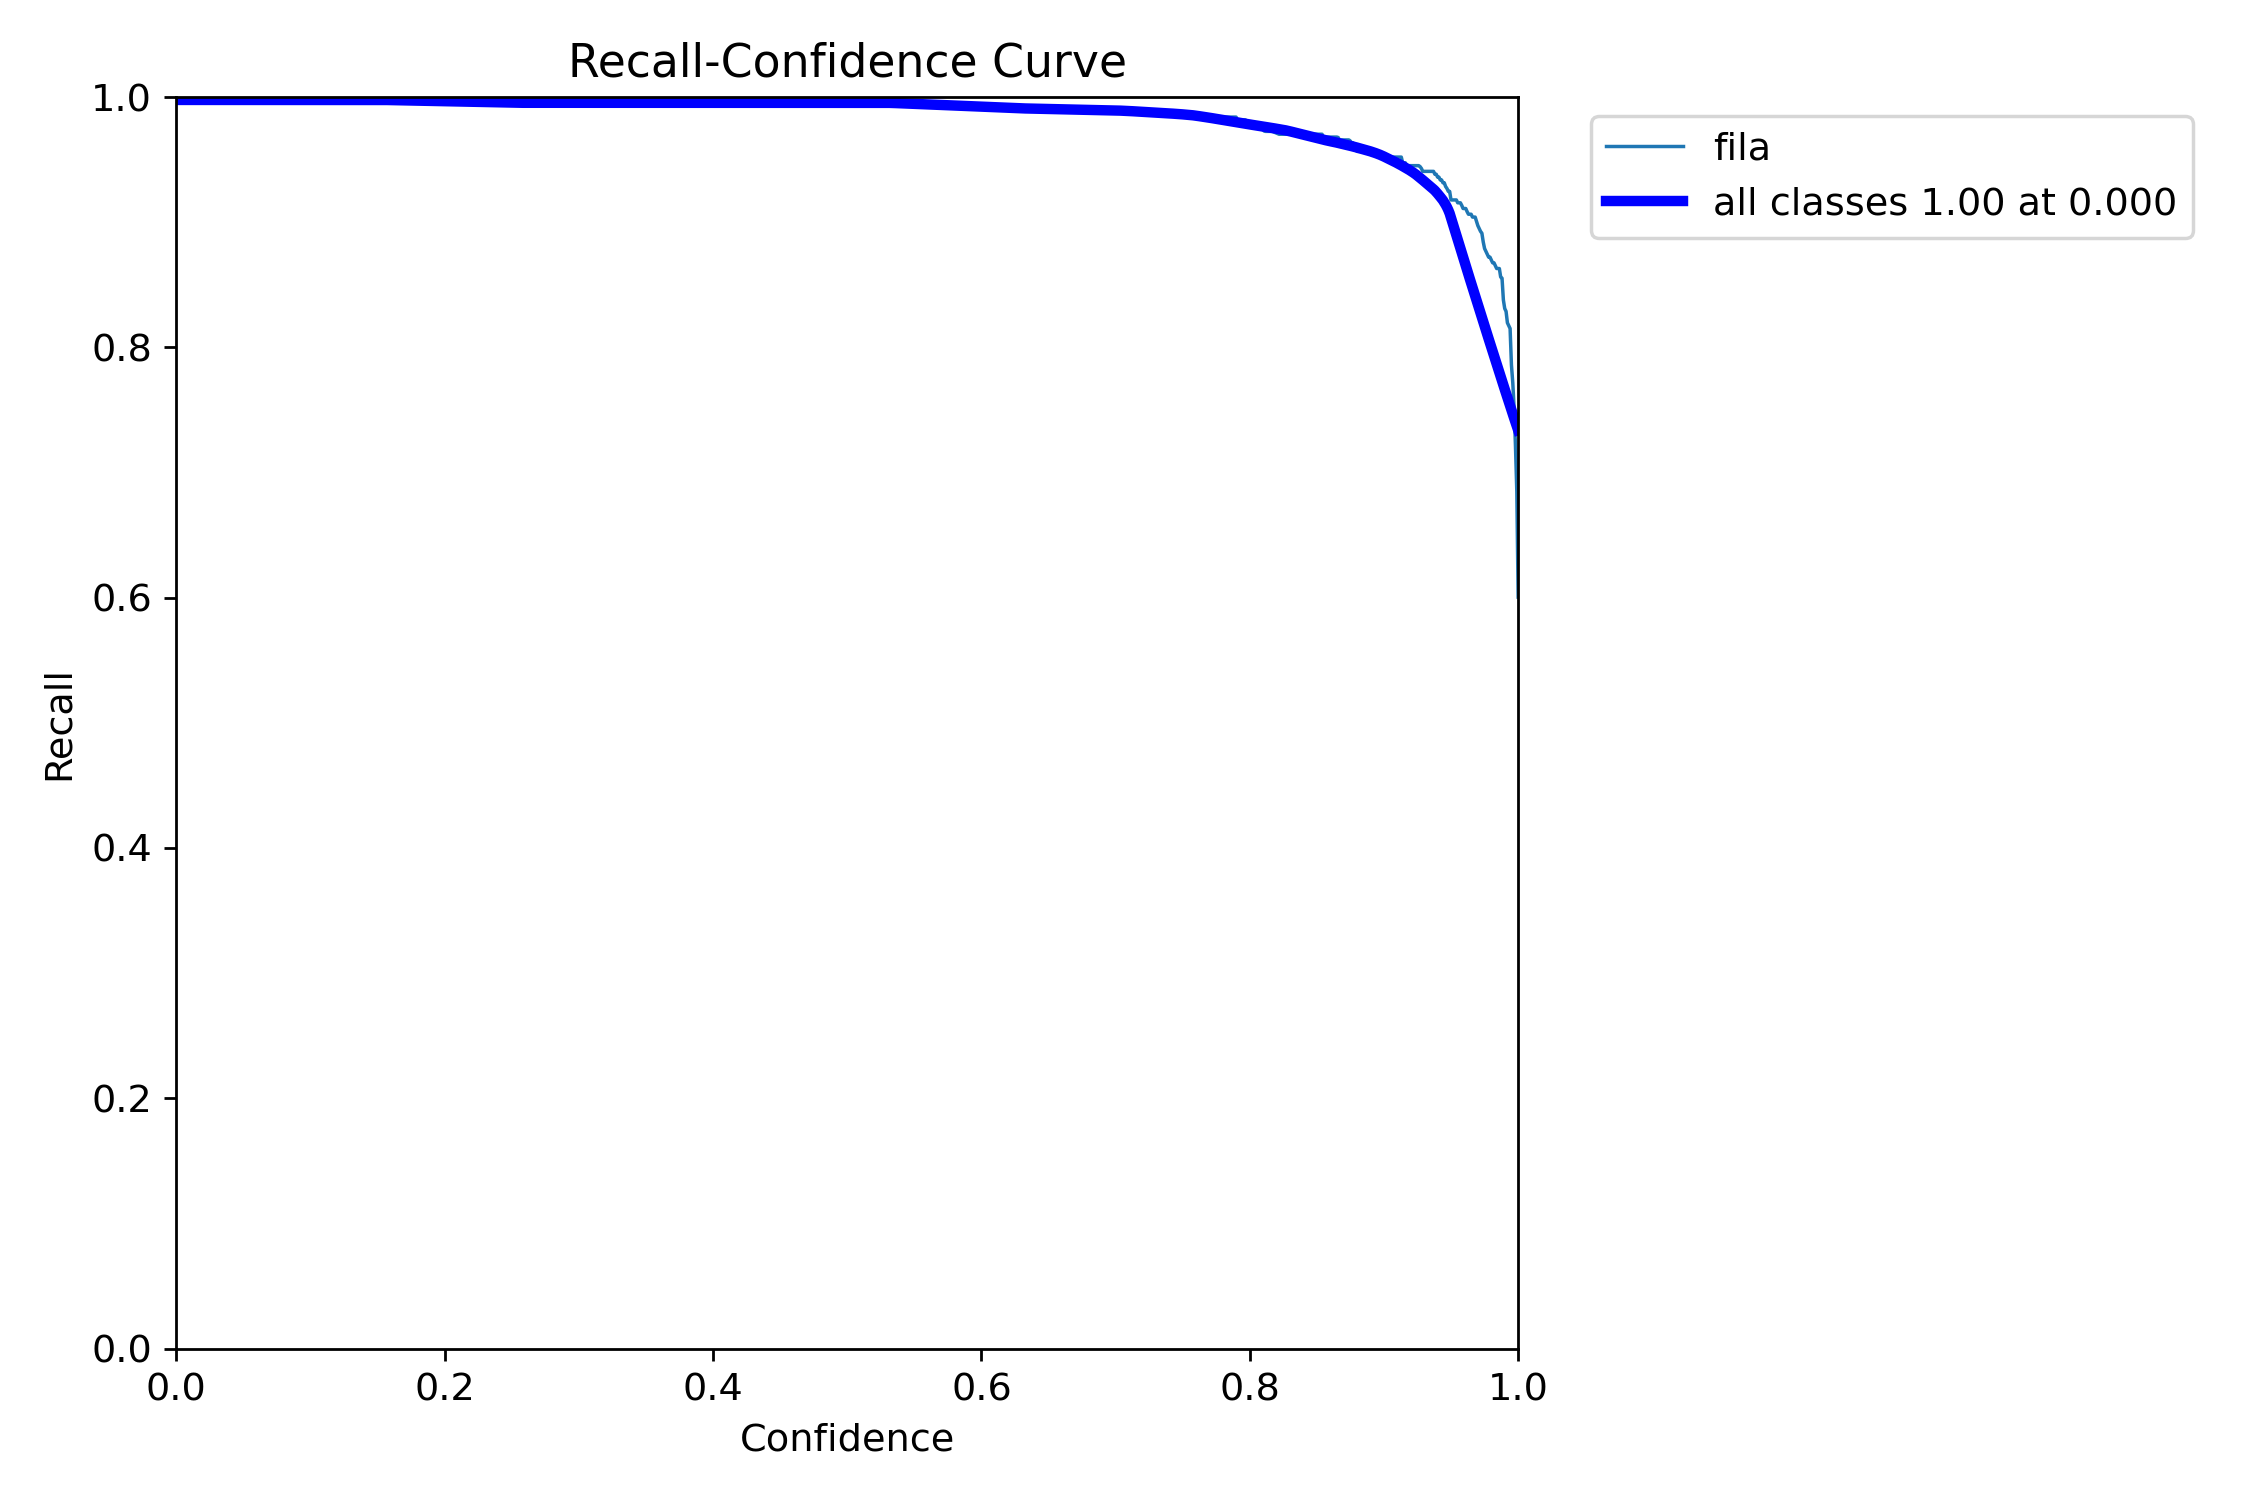 Recall-Confidence Curve
1.0
0.8
0.6
0.4
0.2
0.0
Recall
0.0 0.2 0.4 0.6 0.8 1.0
Confidence
fila
all classes 1.00 at 0.000